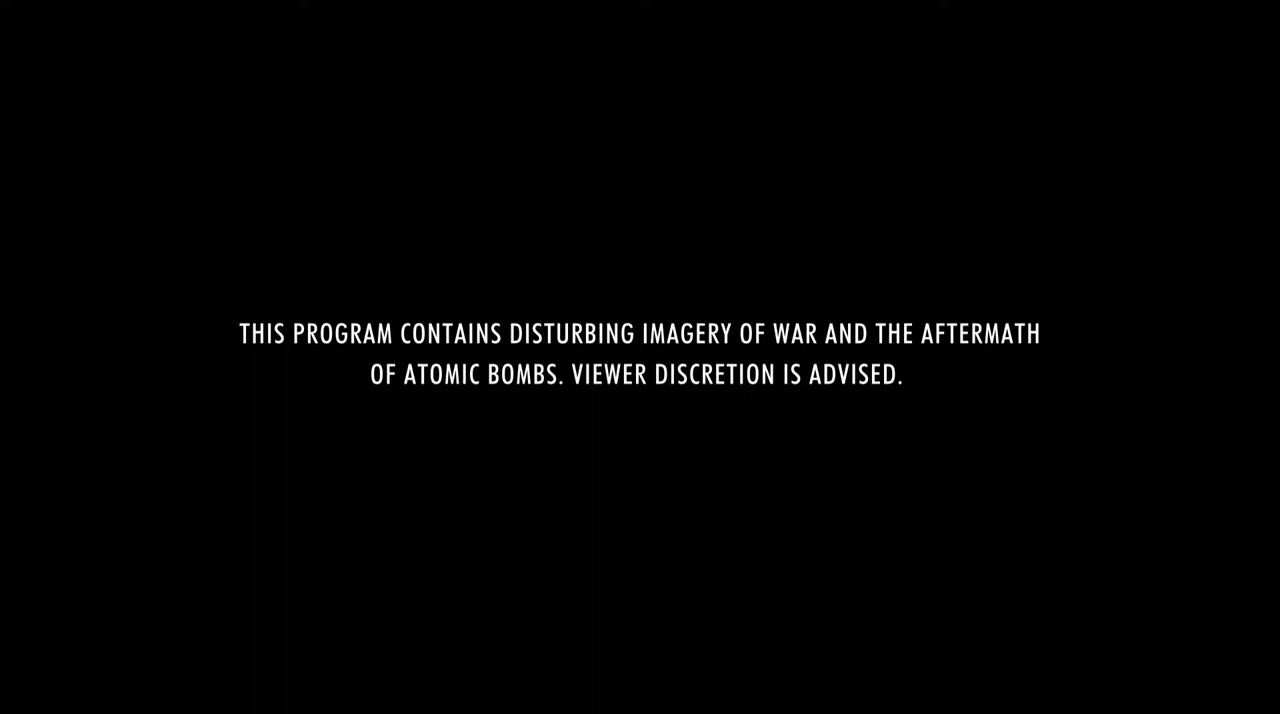 THIS PROGRAM CONTAINS DISTURBING IMAGERY OF WAR AND THE AFTERMATH
OF ATOMIC BOMBS. VIEWER DISCRETION IS ADVISED.